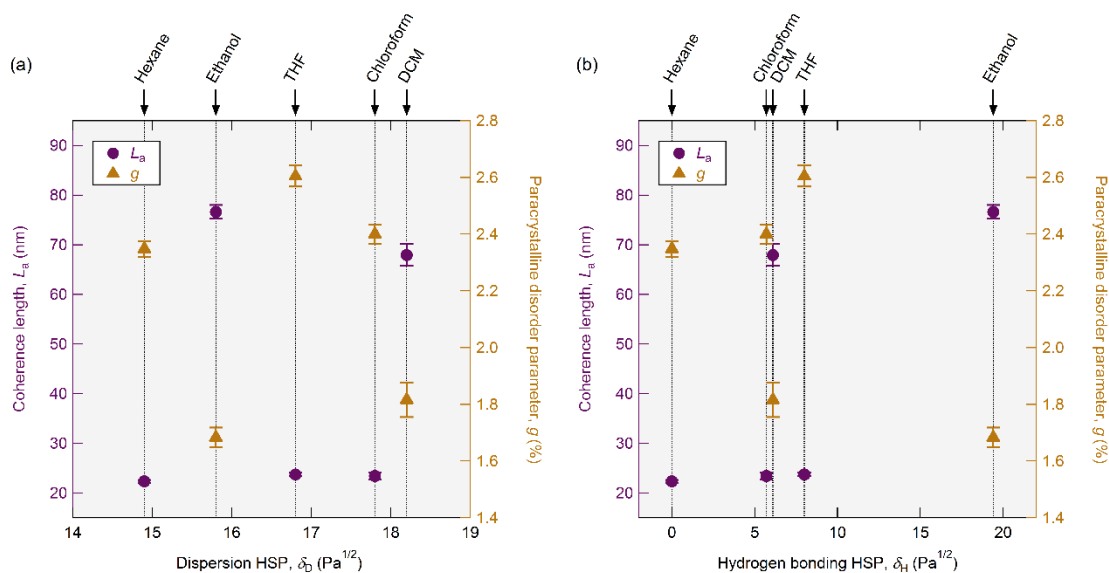 (a)
Hexane
Ethanol
THF
Chloroform
DCM
Coherence length, La (nm)
90
80
70
60
50
40
30
20
La
g
2.8
2.6
2.4
2.2
2.0
1.8
1.6
1.4
Paracrystalline disorder parameter, g (%)
14 15 16 17 18 19
Dispersion HSP, δD (Pa1/2)
(b)
Hexane
Chloroform
DCM
THF
Ethanol
Coherence length, La (nm)
90
80
70
60
50
40
30
20
La
g
2.8
2.6
2.4
2.2
2.0
1.8
1.6
1.4
Paracrystalline disorder parameter, g (%)
0 5 10 15 20
Hydrogen bonding HSP, δH (Pa1/2)